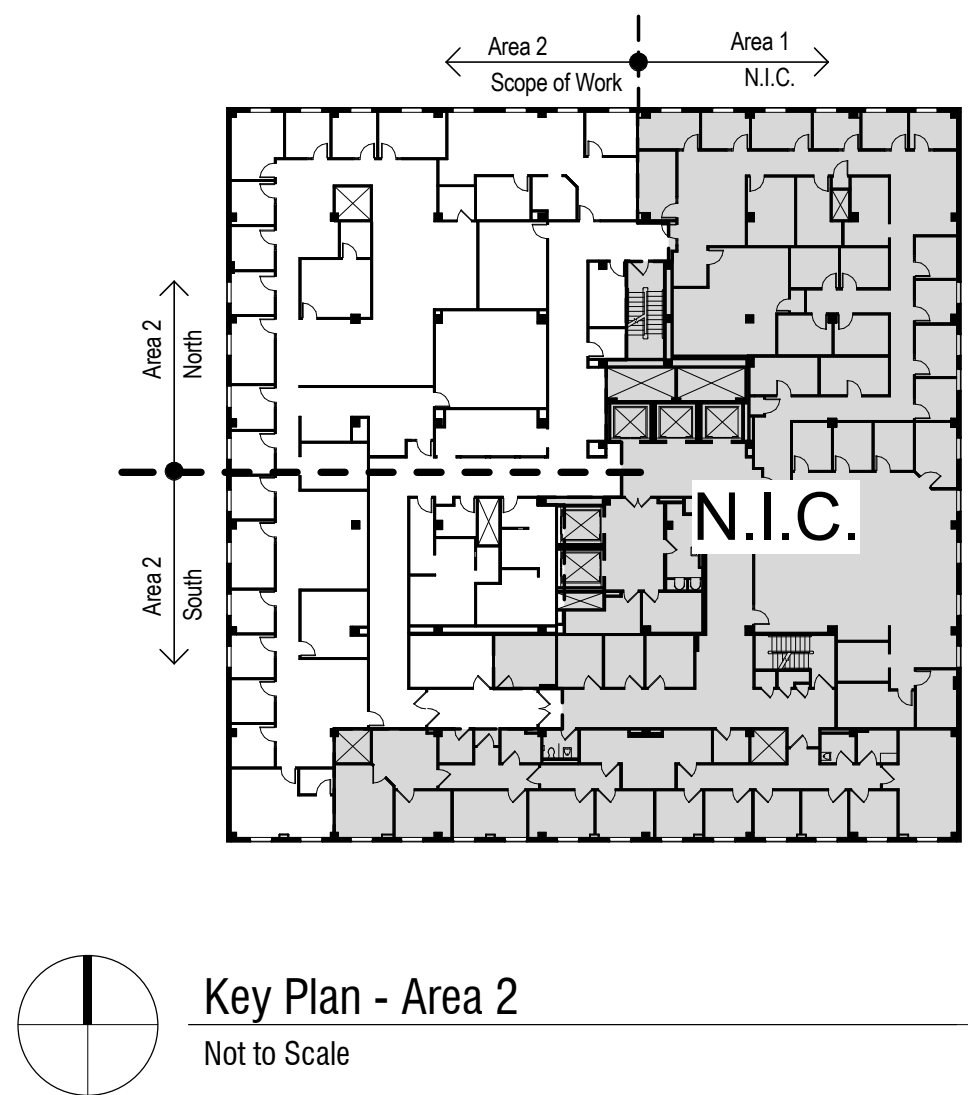 Area 2
Scope of Work
Area 1
N.I.C.
Area 2
North
Area 2
South
N.I.C.
Key Plan - Area 2
Not to Scale